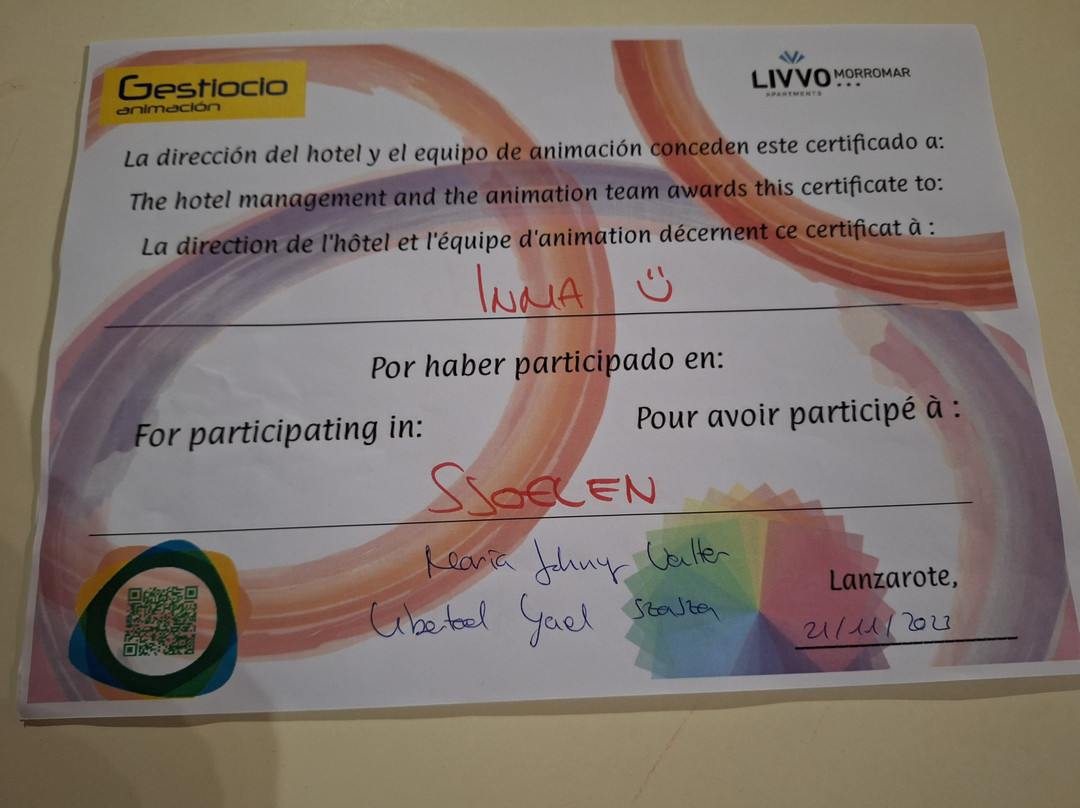 Gestiocio
animación
LIVVO MORROMAR
APARTMENTS
La dirección del hotel y el equipo de animación conceden este certificado a:
The hotel management and the animation team awards this certificate to:
La direction de l'hôtel et l'équipe d'animation décernent ce certificat à :
INMA
Por haber participado en:
For participating in:
Pour avoir participé à :
SJOELEN
Maria Johny Valter
Yael
Lanzarote,
21/11/2023